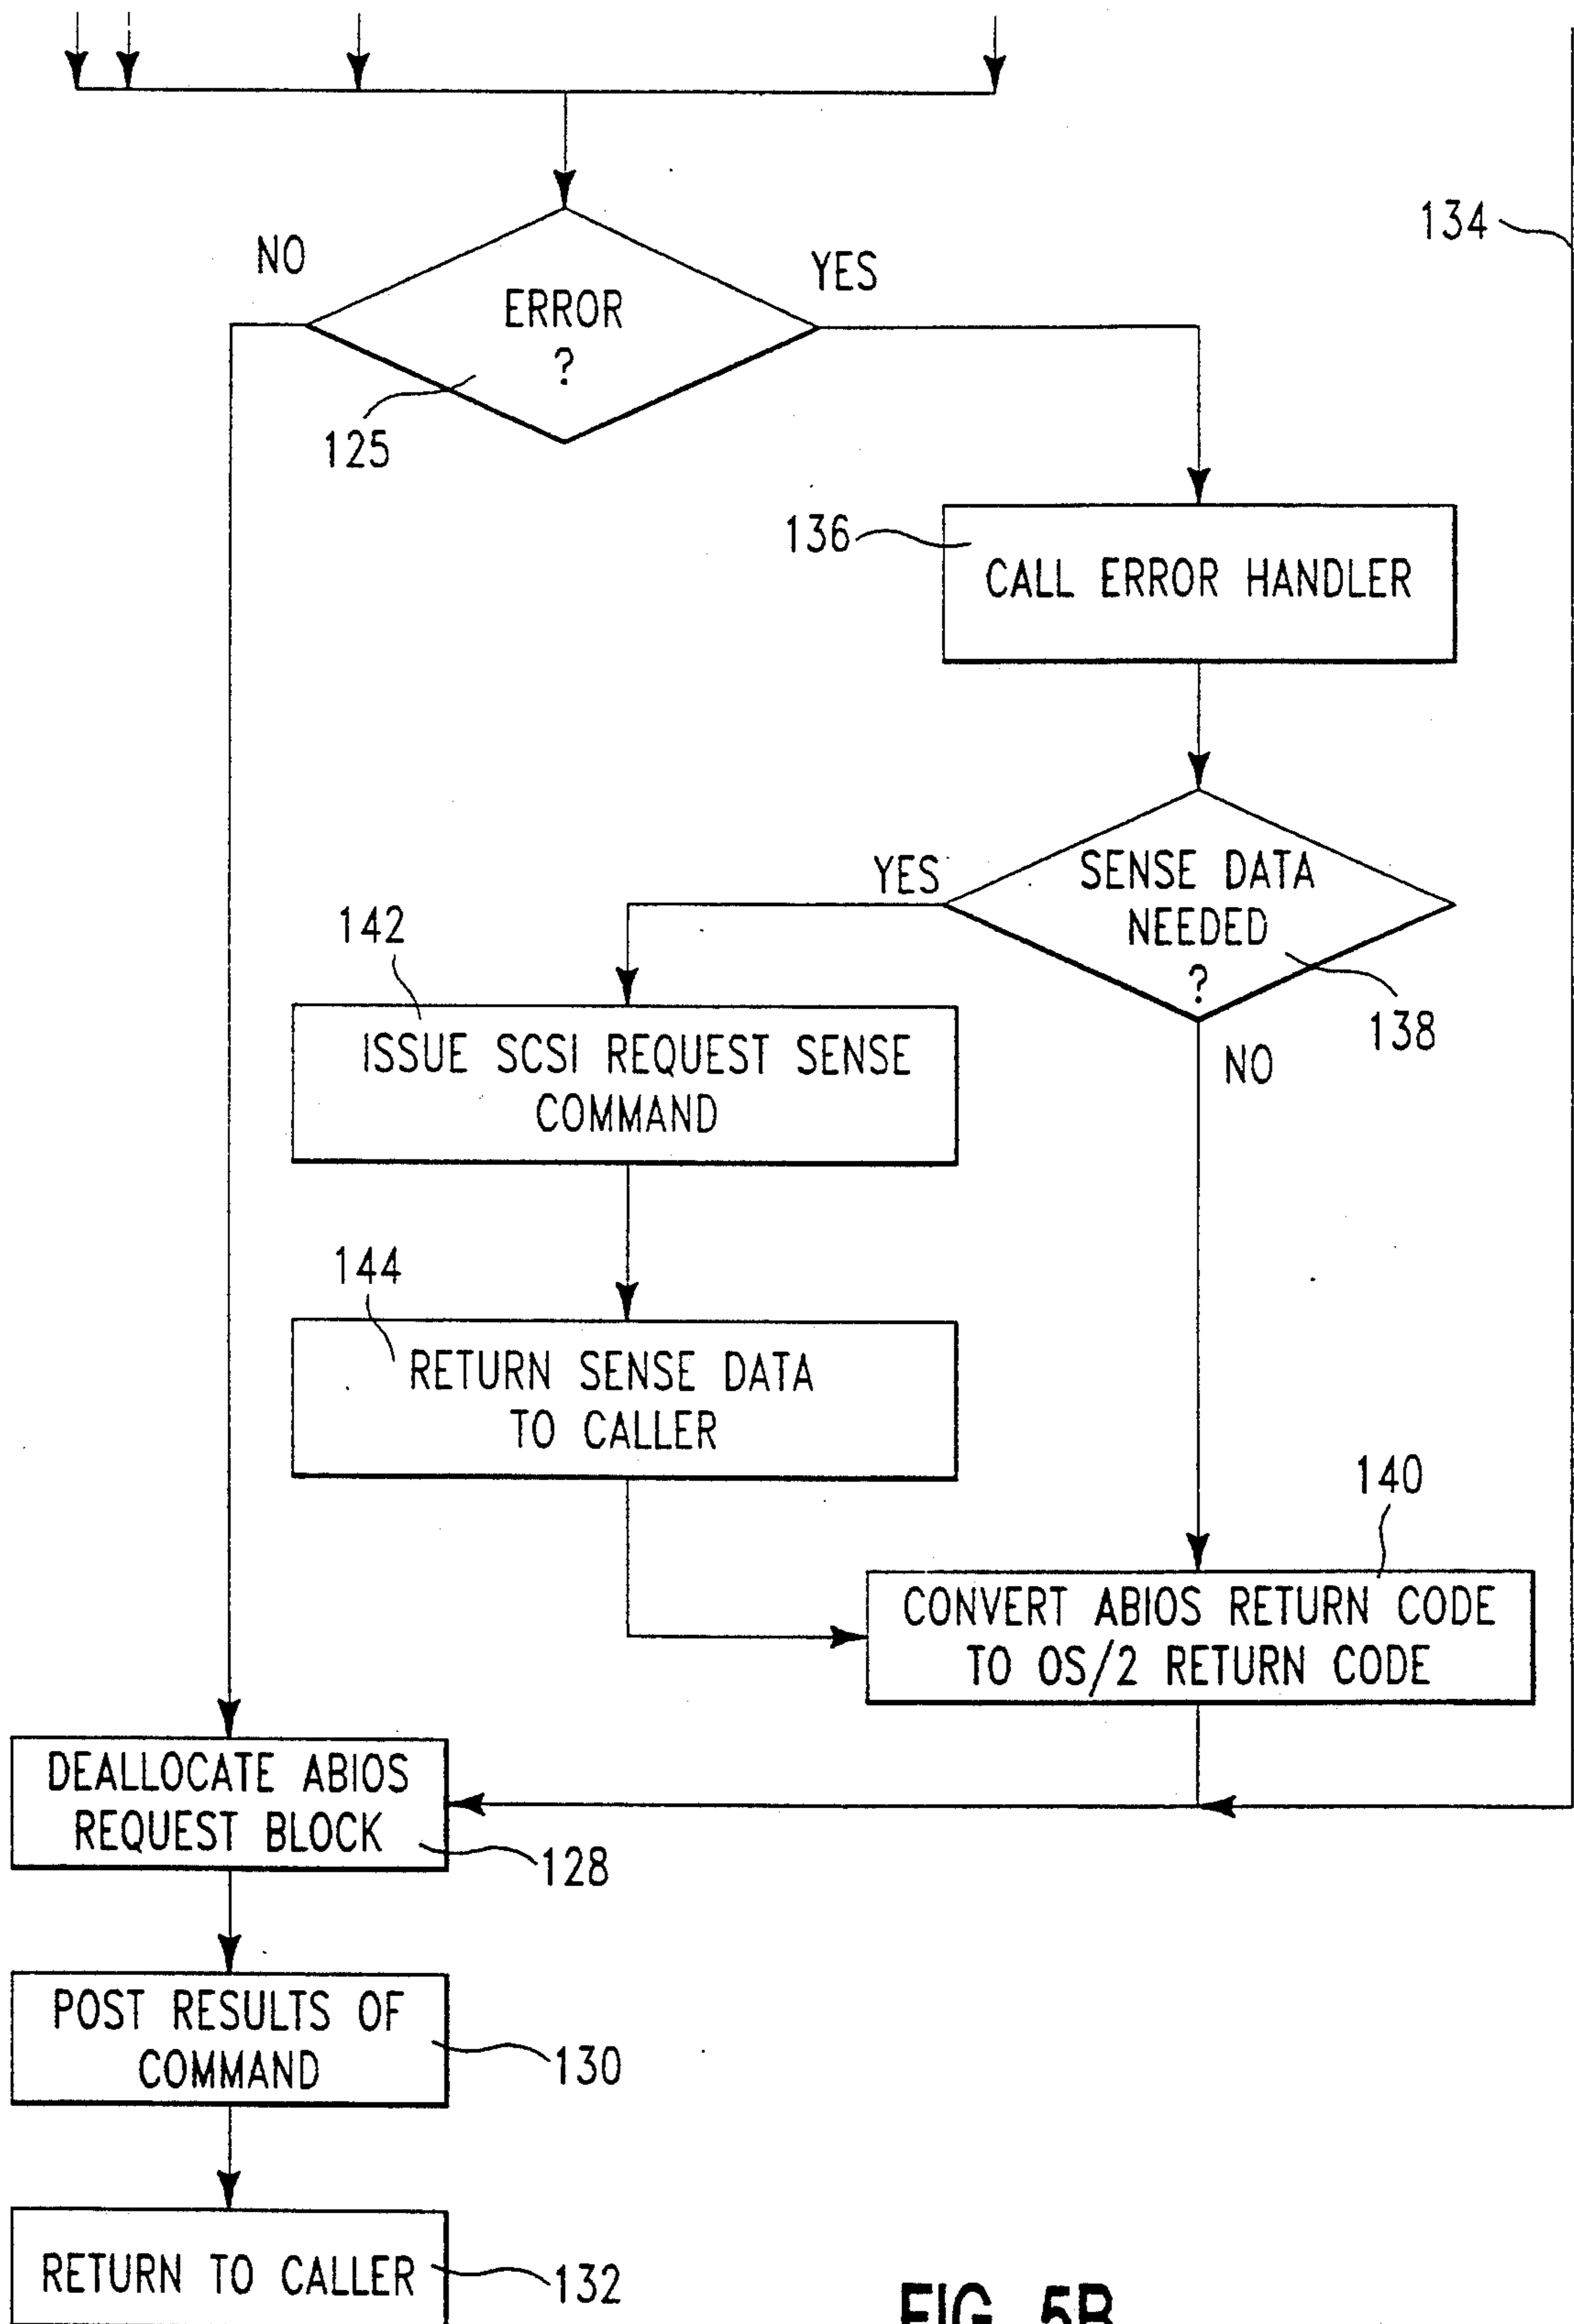 134
NO
YES
ERROR
?
125
136
CALL ERROR HANDLER
YES
SENSE DATA
NEEDED
?
138
NO
142
ISSUE SCSI REQUEST SENSE
COMMAND
144
RETURN SENSE DATA
TO CALLER
140
CONVERT ABIOS RETURN CODE
TO OS/2 RETURN CODE
DEALLOCATE ABIOS
REQUEST BLOCK
128
POST RESULTS OF
COMMAND
130
RETURN TO CALLER
132
FIG. 5B